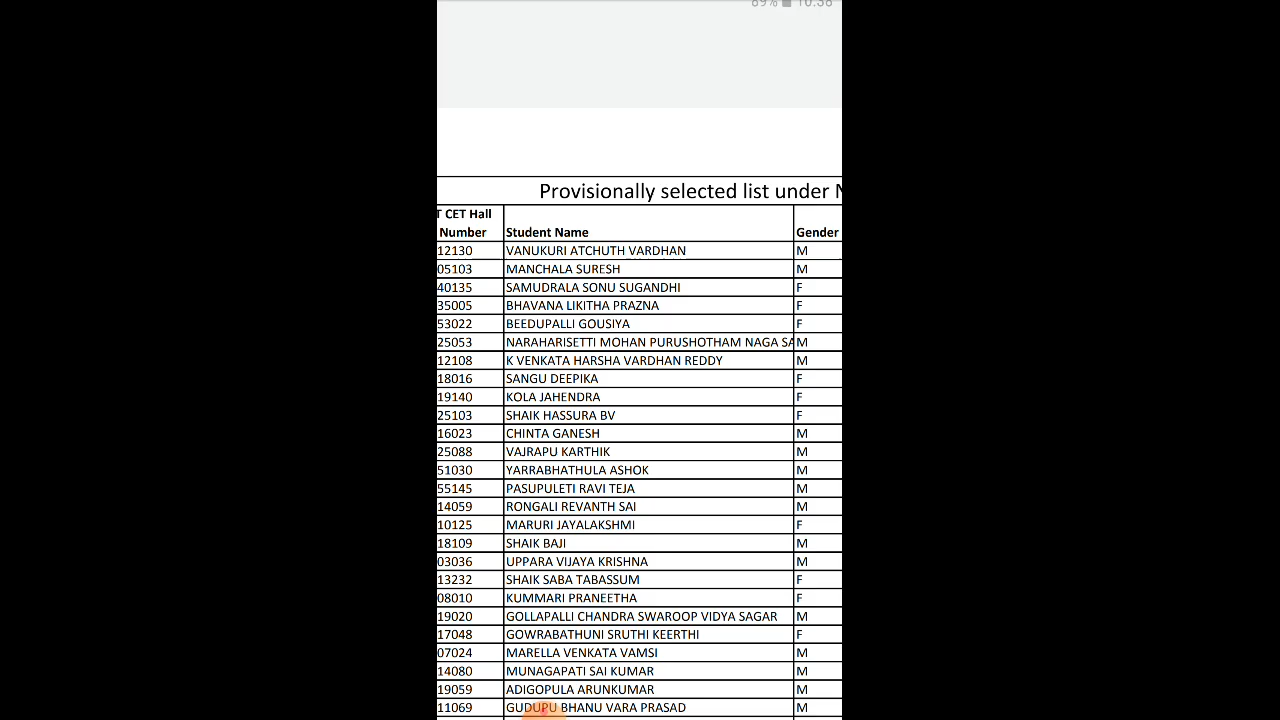 89% 10:38
Provisionally selected list under
T CET Hall
Number Student Name Gender
12130 VANUKURI ATCHUTH VARDHAN M
05103 MANCHALA SURESH M
40135 SAMUDRALA SONU SUGANDHI F
35005 BHAVANA LIKITHA PRAZNA F
53022 BEEDUPALLI GOUSIYA F
25053 NARAHARISETTI MOHAN PURUSHOTHAM NAGA SA M
12108 K VENKATA HARSHA VARDHAN REDDY M
18016 SANGU DEEPIKA F
19140 KOLA JAHENDRA F
25103 SHAIK HASSURA BV F
16023 CHINTA GANESH M
25088 VAJRAPU KARTHIK M
51030 YARRABHATHULA ASHOK M
55145 PASUPULETI RAVI TEJA M
14059 RONGALI REVANTH SAI M
10125 MARURI JAYALAKSHMI F
18109 SHAIK BAJI M
03036 UPPARA VIJAYA KRISHNA M
13232 SHAIK SABA TABASSUM F
08010 KUMMARI PRANEETHA F
19020 GOLLAPALLI CHANDRA SWAROOP VIDYA SAGAR M
17048 GOWRABATHUNI SRUTHI KEERTHI F
07024 MARELLA VENKATA VAMSI M
14080 MUNAGAPATI SAI KUMAR M
19059 ADIGOPULA ARUNKUMAR M
11069 GUDUPU BHANU VARA PRASAD M